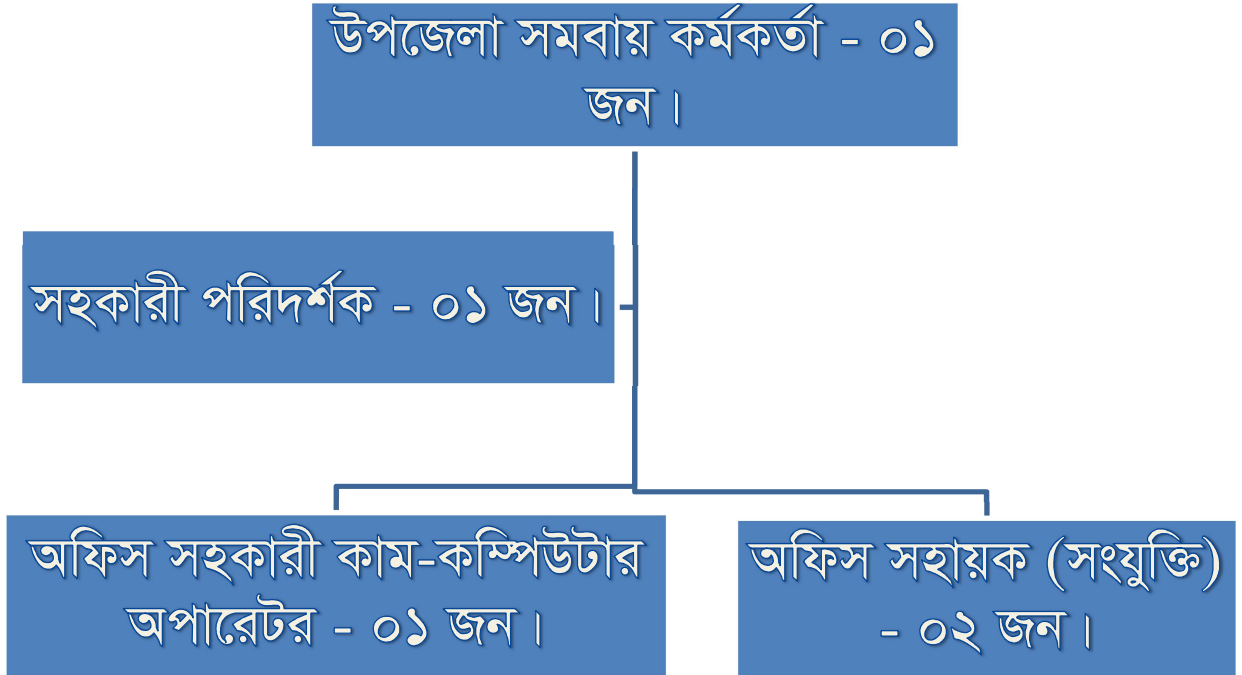 উপজেলা সমবায় কর্মকর্তা - ০১
জন।
সহকারী পরিদর্শক - ০১ জন।
অফিস সহকারী কাম-কম্পিউটার
অপারেটর - ০১ জন।
অফিস সহায়ক (সংযুক্তি)
- ০২ জন।